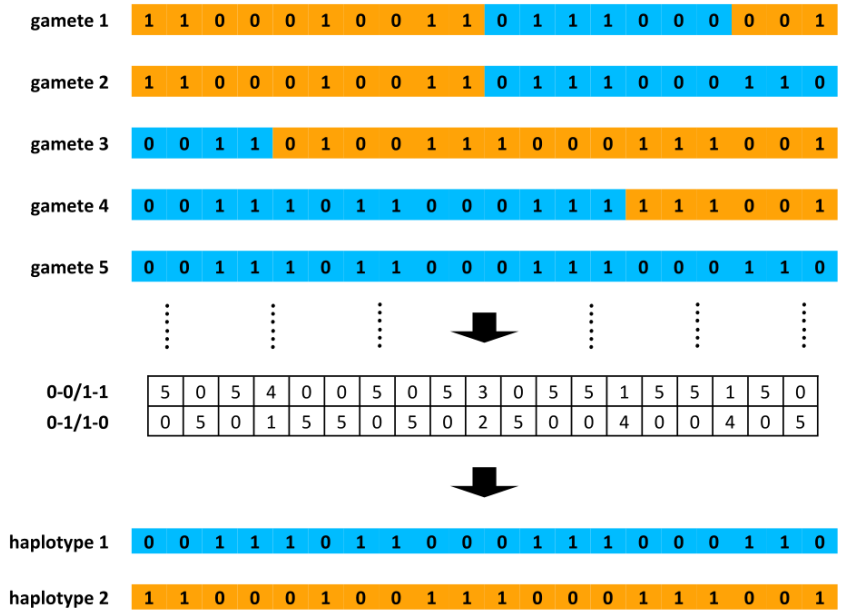 gamete 1 1 1 0 0 0 1 0 0 1 1 0 1 1 1 0 0 0 0 0 1
gamete 2 1 1 0 0 0 1 0 0 1 1 0 1 1 1 0 0 0 1 1 0
gamete 3 0 0 1 1 0 1 0 0 1 1 1 0 0 0 1 1 1 0 0 1
gamete 4 0 0 1 1 1 0 1 1 0 0 0 1 1 1 1 1 1 0 0 1
gamete 5 0 0 1 1 1 0 1 1 0 0 0 1 1 1 0 0 0 1 1 0
0-0/1-1 5 0 5 4 0 0 5 0 5 3 0 5 5 1 5 5 1 5 0
0-1/1-0 0 5 0 1 5 5 0 5 0 2 5 0 0 4 0 0 4 0 5
haplotype 1 0 0 1 1 1 0 1 1 0 0 0 1 1 1 0 0 0 1 1 0
haplotype 2 1 1 0 0 0 1 0 0 1 1 1 0 0 0 1 1 1 0 0 1